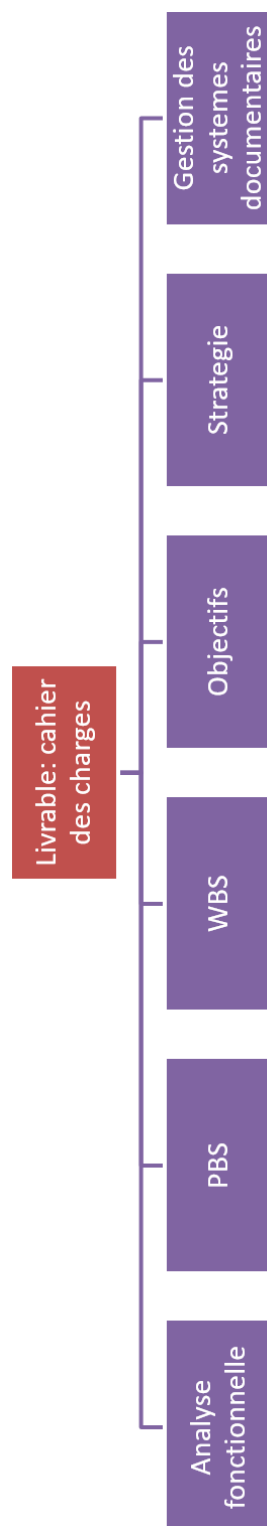 Livrable: cahier
des charges
Analyse
fonctionnelle
PBS
WBS
Objectifs
Strategie
Gestion des
systemes
documentaires